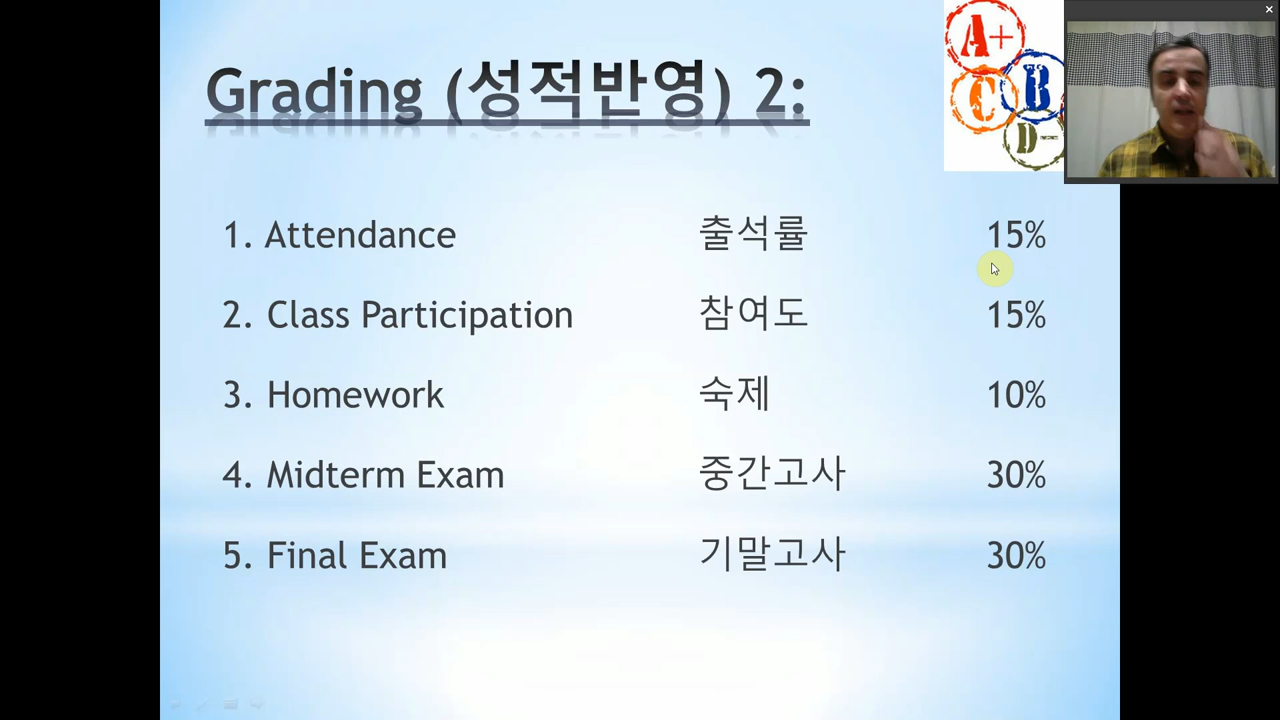 Grading (성적반영) 2:
A+
B
C
D-
1. Attendance 출석률 15%
2. Class Participation 참여도 15%
3. Homework 숙제 10%
4. Midterm Exam 중간고사 30%
5. Final Exam 기말고사 30%